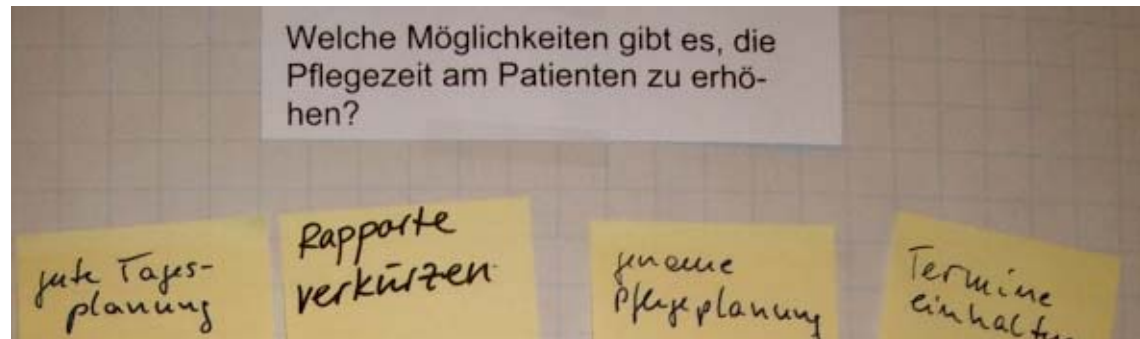 Welche Möglichkeiten gibt es, die
Pflegezeit am Patienten zu erhö-
hen?
gute Tages-
planung
Rapporte
verkürzen
genaue
Pflegeplanung
Termine
einhalten